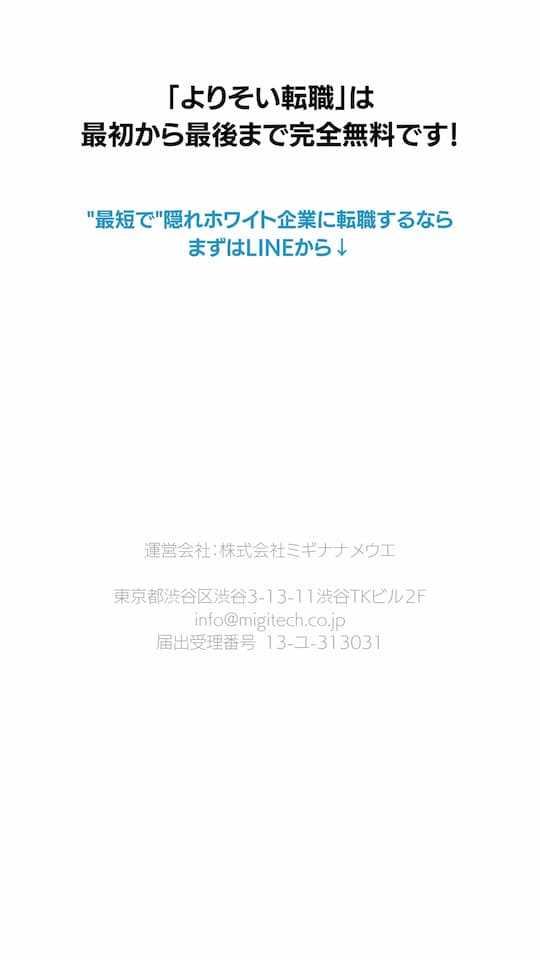 「よりそい転職」は
最初から最後まで完全無料です!
"最短で"隠れホワイト企業に転職するなら
まずはLINEから↓
運営会社：株式会社ミギナナメウエ
東京都渋谷区渋谷3-13-11渋谷TKビル2F
info@migitech.co.jp
届出受理番号 13-ユ-313031